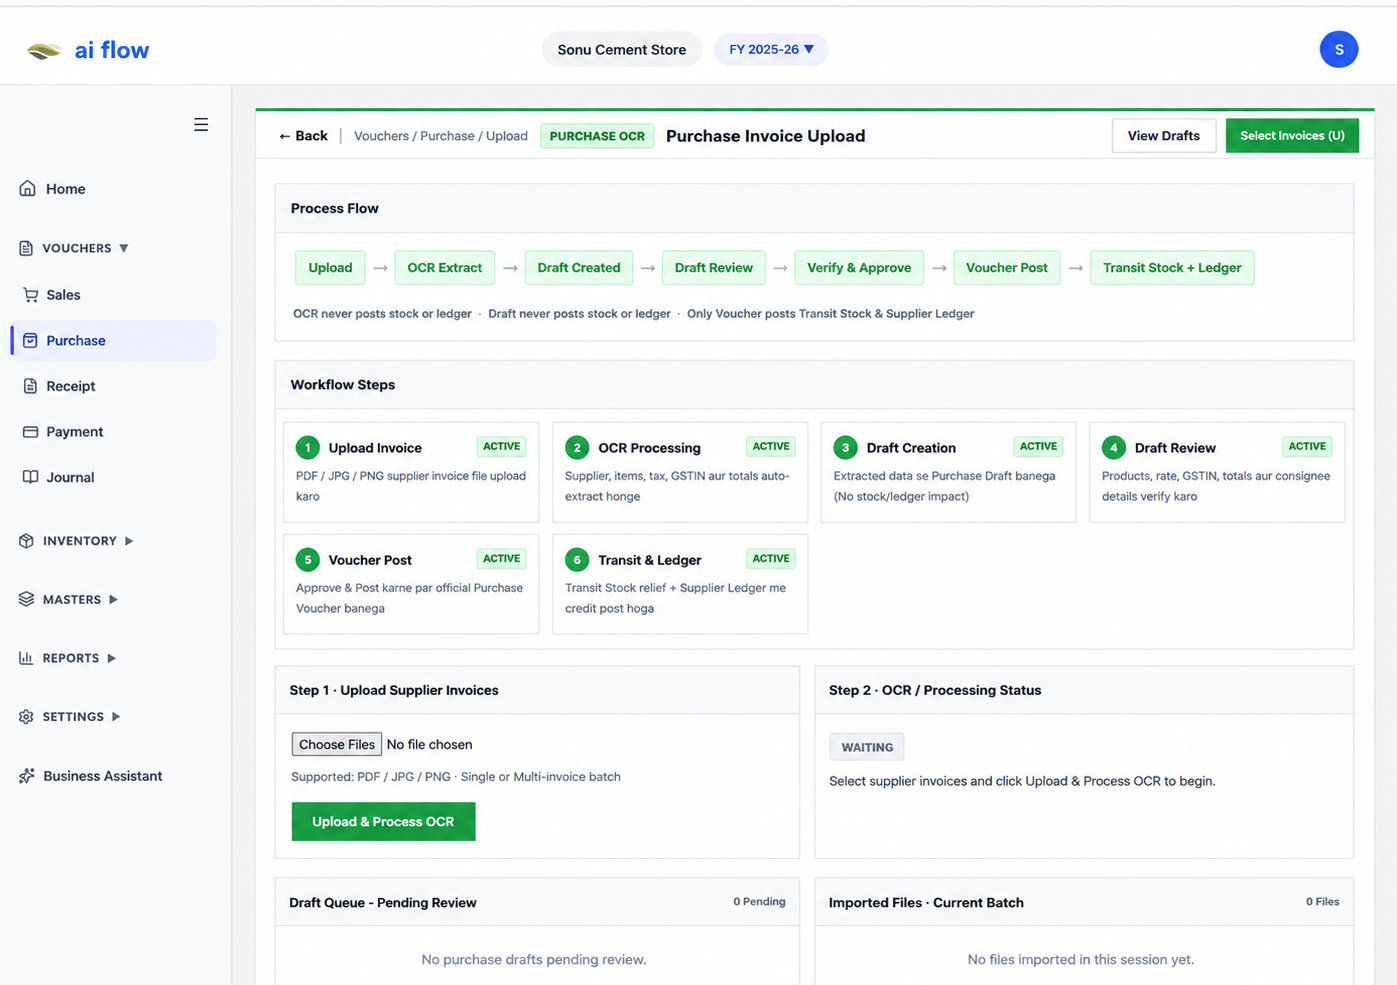 ai flow
Sonu Cement Store
FY 2025-26 ▼
S
Home
VOUCHERS ▼
Sales
Purchase
Receipt
Payment
Journal
INVENTORY ▶
MASTERS ▶
REPORTS ▶
SETTINGS ▶
Business Assistant
← Back | Vouchers / Purchase / Upload PURCHASE OCR Purchase Invoice Upload
View Drafts
Select Invoices (U)
Process Flow
Upload → OCR Extract → Draft Created → Draft Review → Verify & Approve → Voucher Post → Transit Stock + Ledger
OCR never posts stock or ledger · Draft never posts stock or ledger · Only Voucher posts Transit Stock & Supplier Ledger
Workflow Steps
1 Upload Invoice ACTIVE
PDF / JPG / PNG supplier invoice file upload
karo
2 OCR Processing ACTIVE
Supplier, items, tax, GSTIN aur totals auto-
extract honge
3 Draft Creation ACTIVE
Extracted data se Purchase Draft banega
(No stock/ledger impact)
4 Draft Review ACTIVE
Products, rate, GSTIN, totals aur consignee
details verify karo
5 Voucher Post ACTIVE
Approve & Post karne par official Purchase
Voucher banega
6 Transit & Ledger ACTIVE
Transit Stock relief + Supplier Ledger me
credit post hoga
Step 1 · Upload Supplier Invoices
Choose Files No file chosen
Supported: PDF / JPG / PNG · Single or Multi-invoice batch
Upload & Process OCR
Step 2 · OCR / Processing Status
WAITING
Select supplier invoices and click Upload & Process OCR to begin.
Draft Queue - Pending Review
0 Pending
No purchase drafts pending review.
Imported Files · Current Batch
0 Files
No files imported in this session yet.